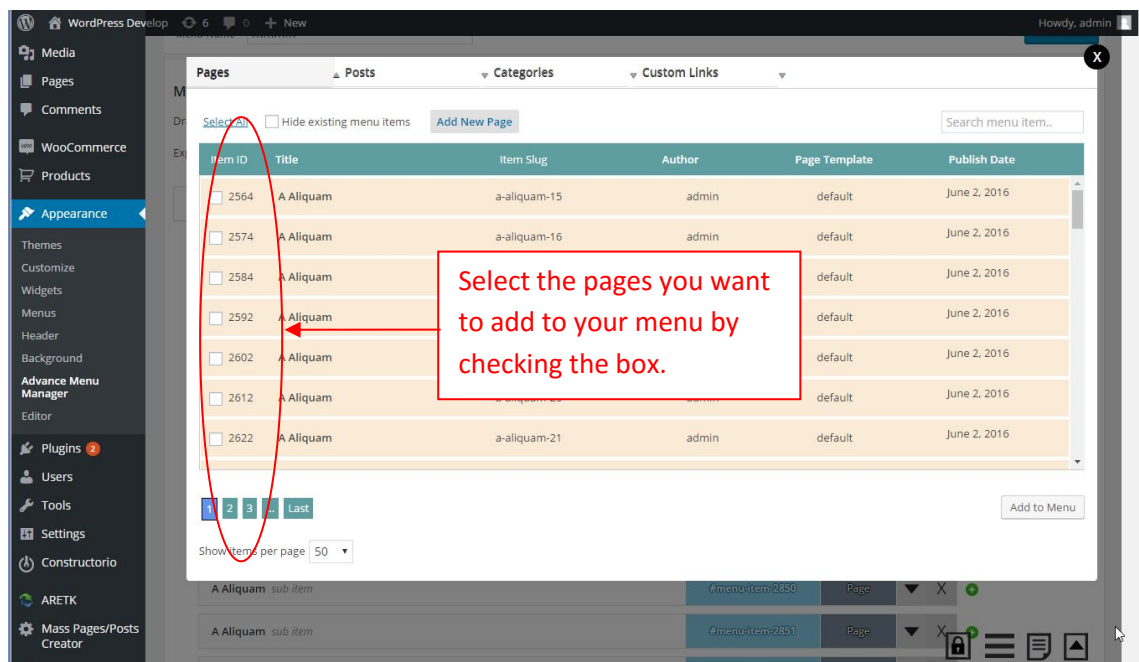 WordPress Develop 6 0 + New Howdy, admin
Media
Pages
Comments
WooCommerce
Products
Appearance
Themes
Customize
Widgets
Menus
Header
Background
Advance Menu
Manager
Editor
Plugins 2
Users
Tools
Settings
Constructorio
ARETK
Mass Pages/Posts
Creator
X
Pages Posts Categories Custom Links
Select All Hide existing menu items Add New Page Search menu item..
Item ID Title Item Slug Author Page Template Publish Date
2564 A Aliquam a-aliquam-15 admin default June 2, 2016
2574 A Aliquam a-aliquam-16 admin default June 2, 2016
2584 A Aliquam default June 2, 2016
2592 A Aliquam default June 2, 2016
2602 A Aliquam default June 2, 2016
2612 A Aliquam default June 2, 2016
2622 A Aliquam a-aliquam-21 admin default June 2, 2016
Select the pages you want
to add to your menu by
checking the box.
1 2 3 ... Last Add to Menu
Show items per page 50
A Aliquam sub item #menu-item-2850 Page X
A Aliquam sub item #menu-item-2851 Page X